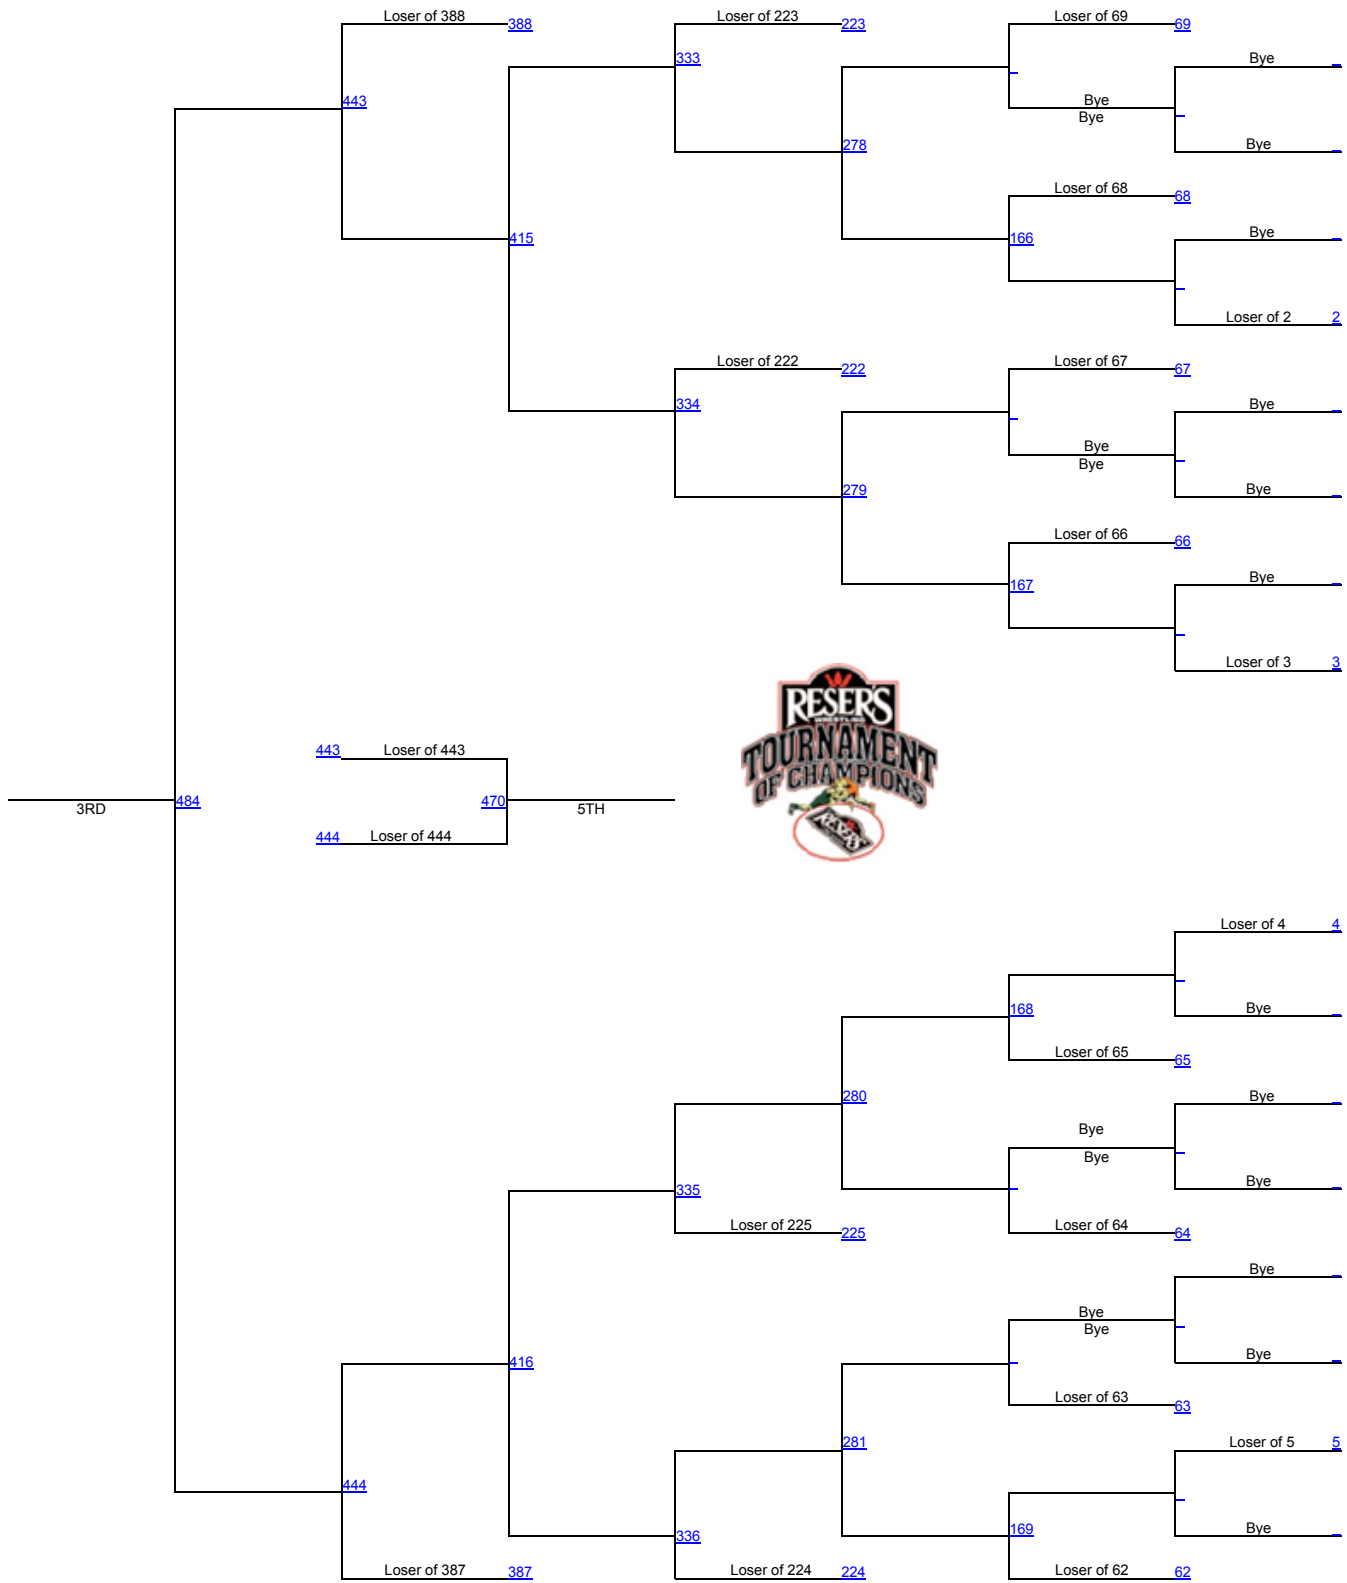 Loser of 388 388 Loser of 223 223 Loser of 69 69
333 Bye
443 Bye
Bye
278 Bye
Loser of 68 68
415 166 Bye
Loser of 2 2
Loser of 222 222 Loser of 67 67
334 Bye
Bye
Bye
279 Bye
Loser of 66 66
167 Bye
Loser of 3 3
RESER'S
WRESTLING
TOURNAMENT
OF CHAMPIONS
RESER'S
443 Loser of 443
3RD 484 470 5TH
444 Loser of 444
Loser of 4 4
168 Bye
Loser of 65 65
280 Bye
Bye
Bye
335 Bye
Loser of 225 225 Loser of 64 64
Bye
Bye
Bye
416 Bye
Loser of 63 63
281 Loser of 5 5
444
336 169 Bye
Loser of 387 387 Loser of 224 224 Loser of 62 62